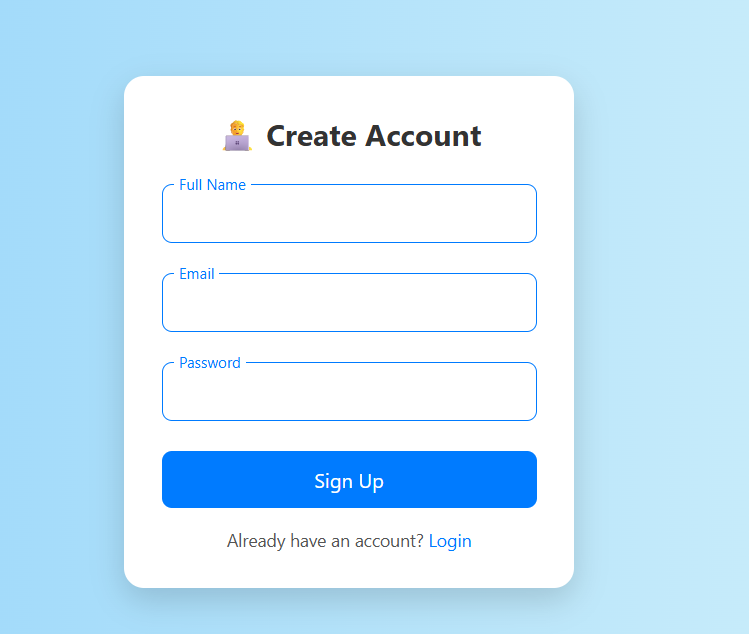 Create Account
Full Name
Email
Password
Sign Up
Already have an account? Login